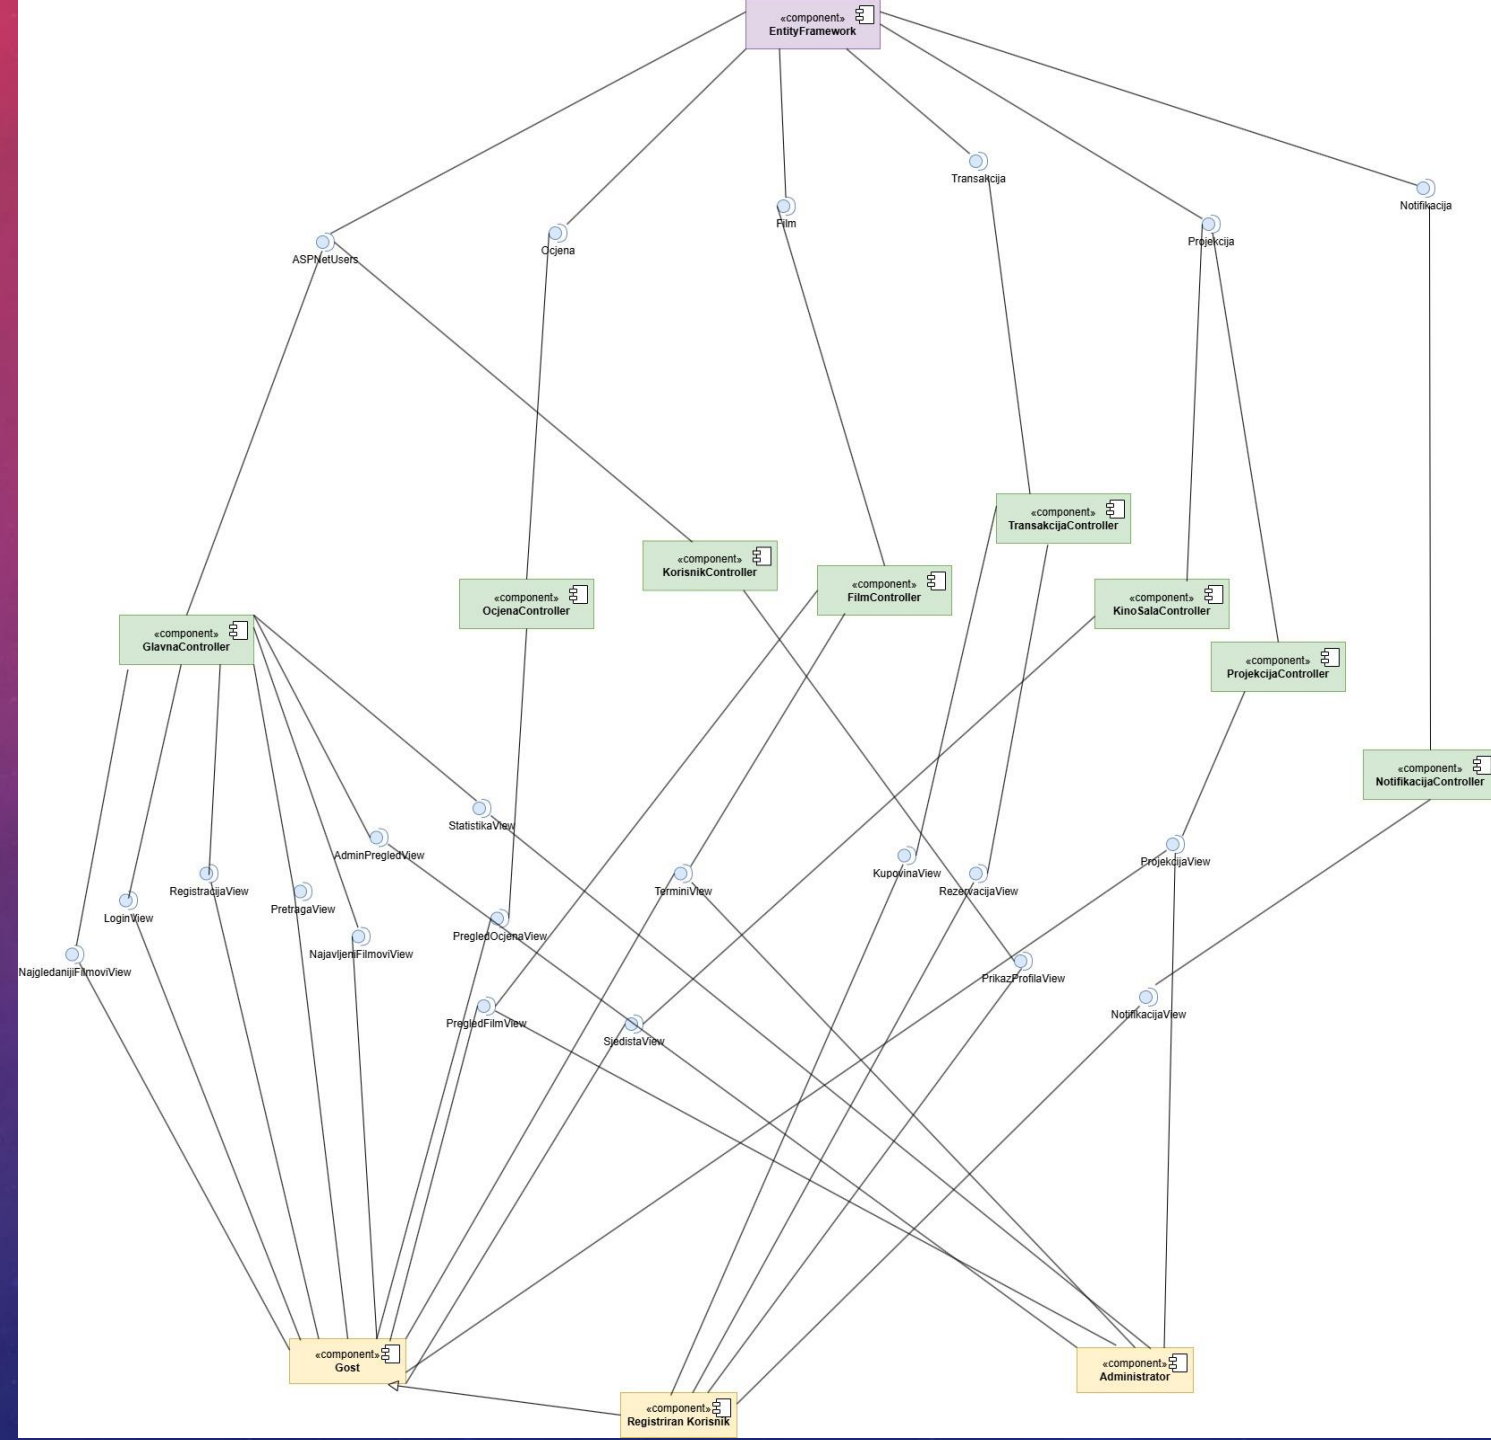 «component»
EntityFramework
Transakcija
Notifikacija
Film
Projekcija
Ocjena
ASPNetUsers
«component»
TransakcijaController
«component»
KorisnikController
«component»
FilmController
«component»
OcjenaController
«component»
KinoSalaController
«component»
GlavnaController
«component»
ProjekcijaController
«component»
NotifikacijaController
StatistikaView
AdminPregledView
ProjekcijaView
KupovinaView
RegistracijaView
TerminiView
RezervacijaView
PretragaView
LoginView
PregledOcjenaView
NajavljeniFilmoviView
NajgledanijiFilmoviView
PrikazProfilaView
NotifikacijaView
PregledFilmView
SjedistaView
«component»
Gost
«component»
Administrator
«component»
Registriran Korisnik